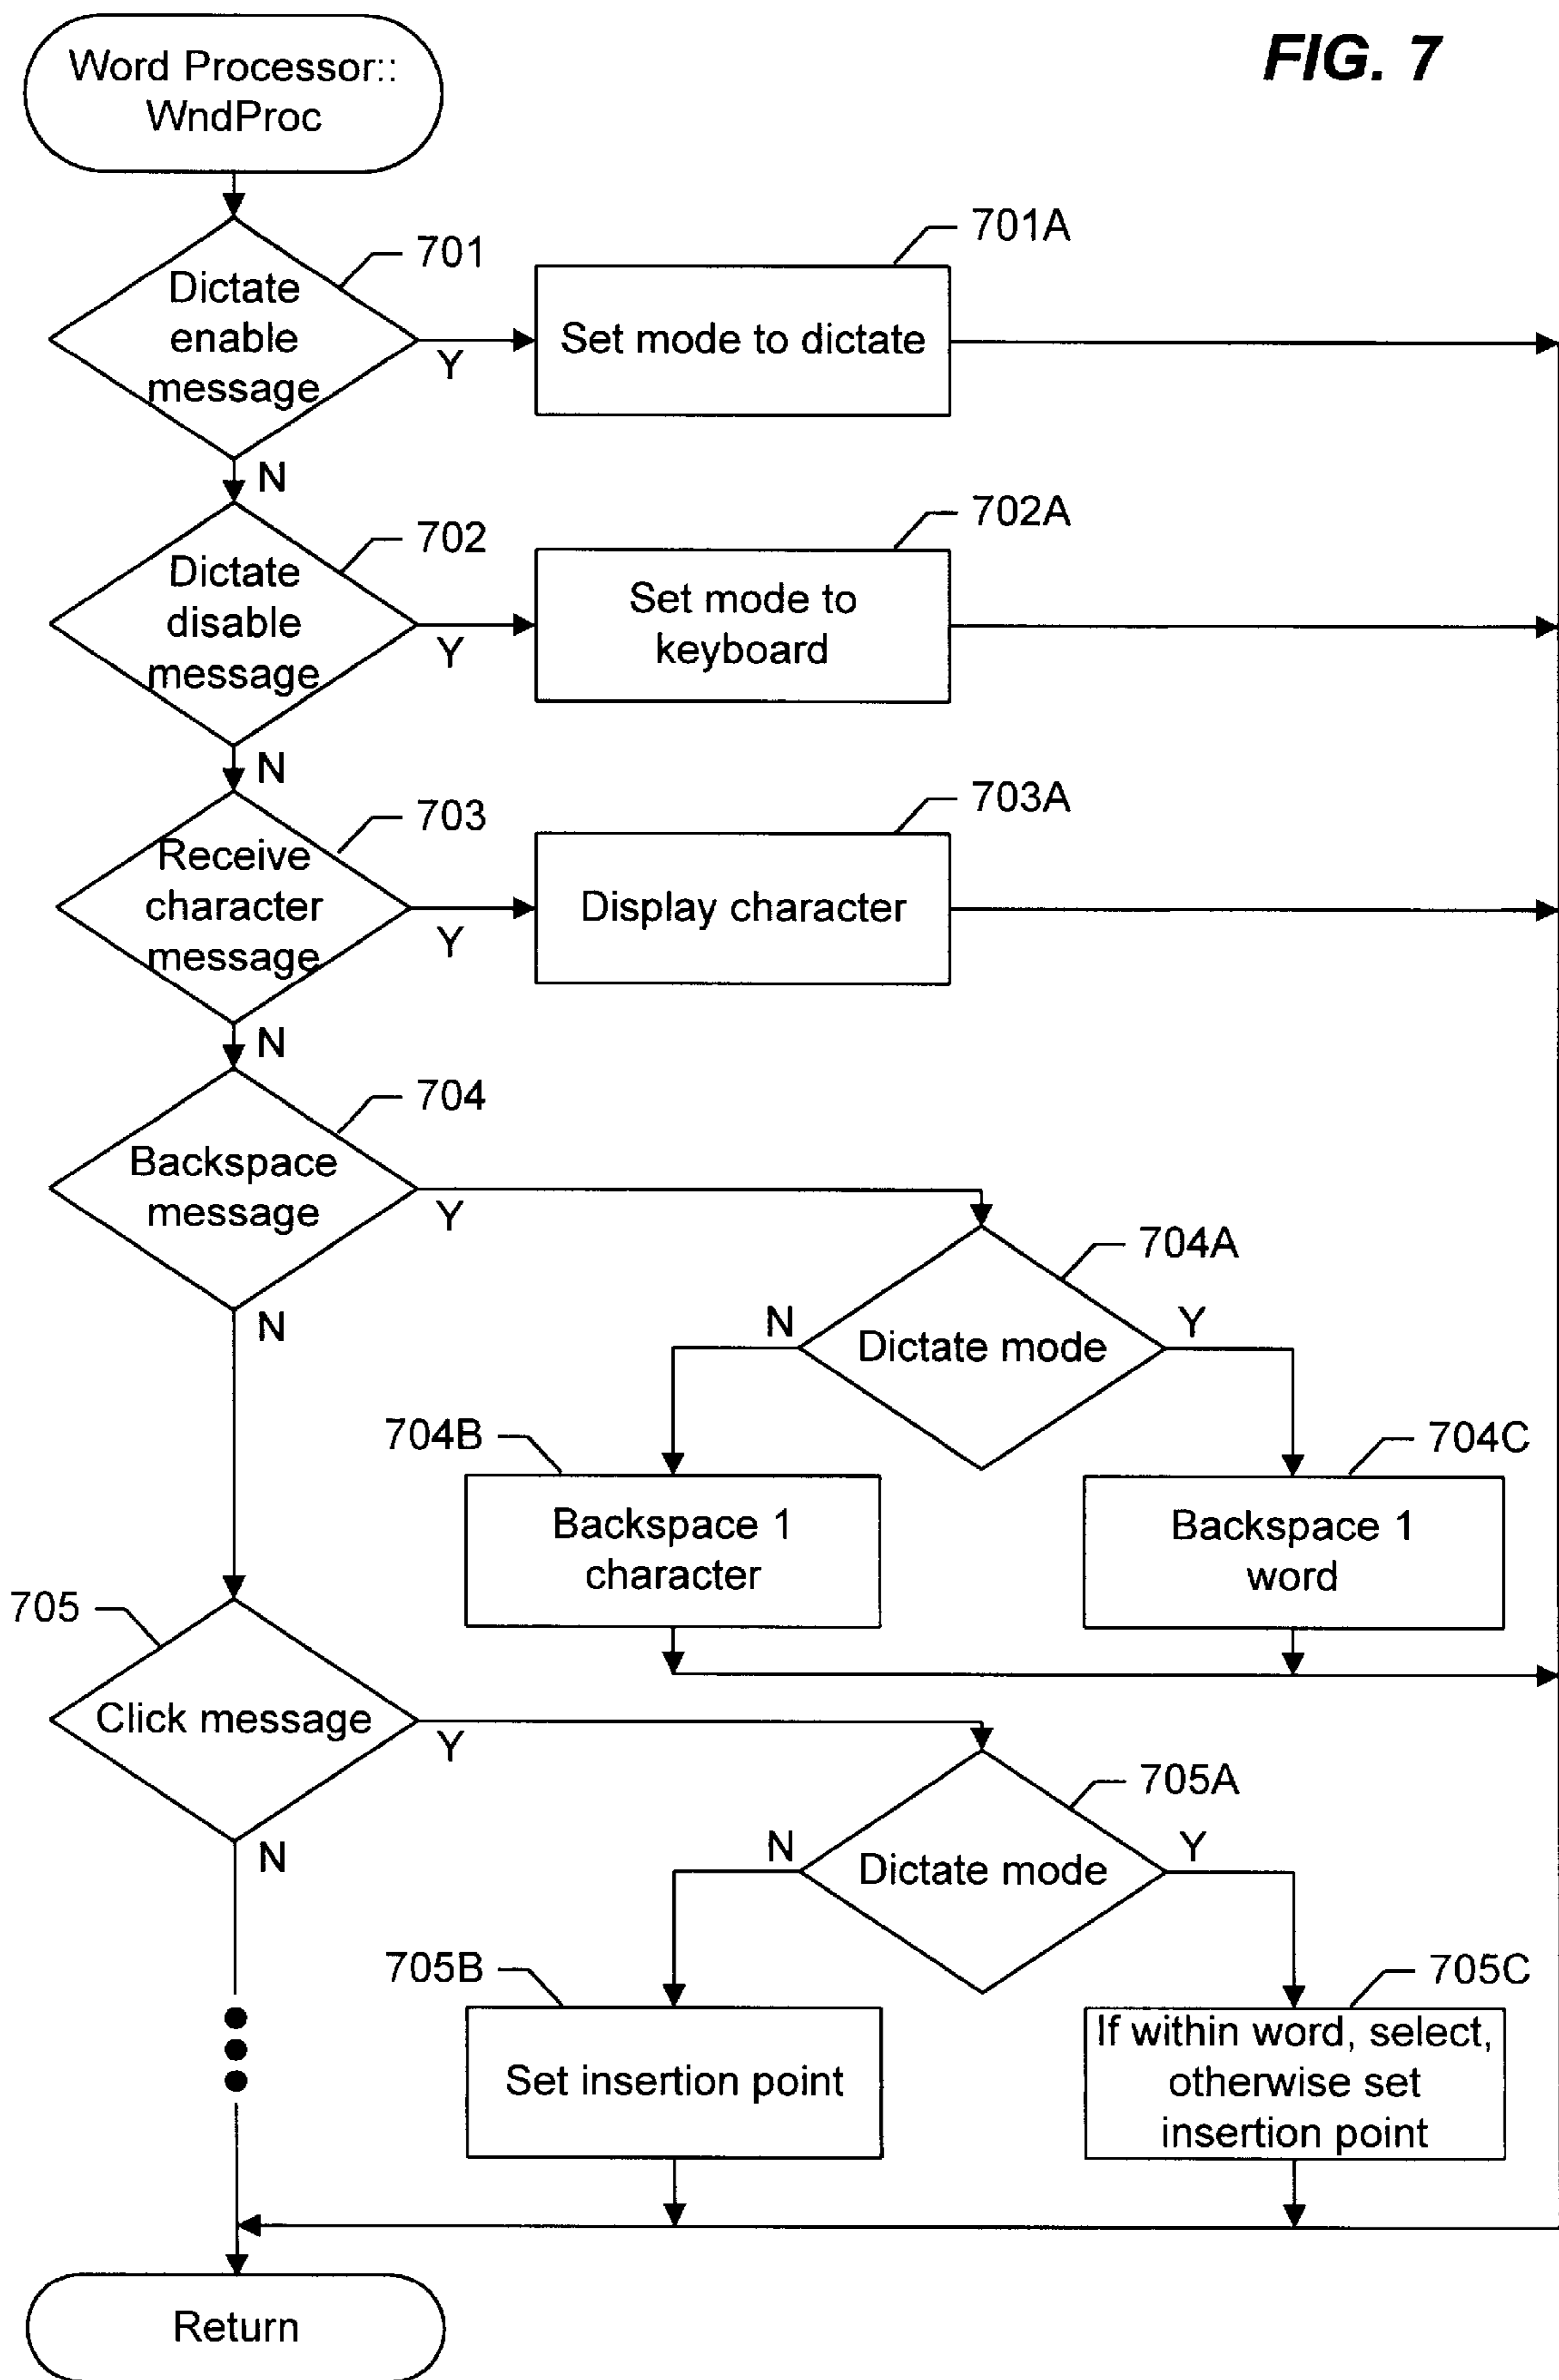 FIG. 7
Word Processor::
WndProc
701
Dictate
enable
message
Y
N
701A
Set mode to dictate
702
Dictate
disable
message
Y
N
702A
Set mode to
keyboard
703
Receive
character
message
Y
N
703A
Display character
704
Backspace
message
Y
N
704A
Dictate mode
N
Y
704B
Backspace 1
character
704C
Backspace 1
word
705
Click message
Y
N
705A
Dictate mode
N
Y
705B
Set insertion point
705C
If within word, select,
otherwise set
insertion point
Return